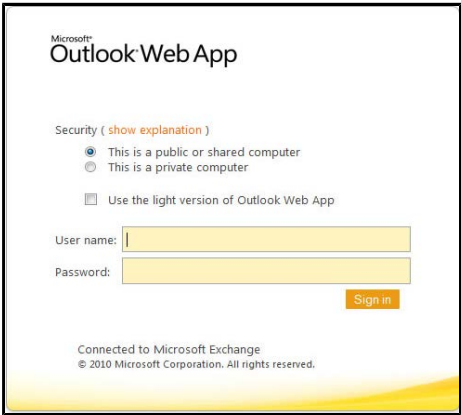 Microsoft®
Outlook® Web App
Security ( show explanation )
This is a public or shared computer
This is a private computer
Use the light version of Outlook Web App
User name:
Password:
Sign in
Connected to Microsoft Exchange
© 2010 Microsoft Corporation. All rights reserved.